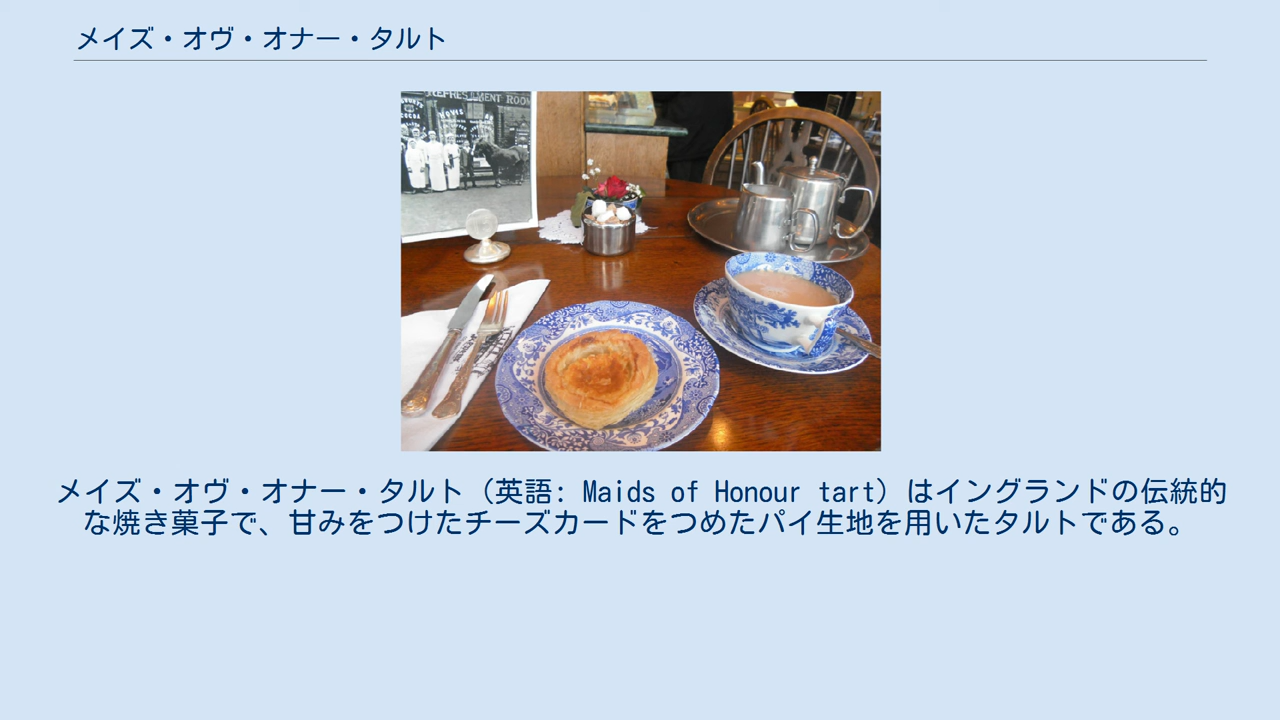 メイズ・オヴ・オナー・タルト
REFRESHMENT ROOM
メイズ・オヴ・オナー・タルト（英語: Maids of Honour tart）はイングランドの伝統的
な焼き菓子で、甘みをつけたチーズカードをつめたパイ生地を用いたタルトである。